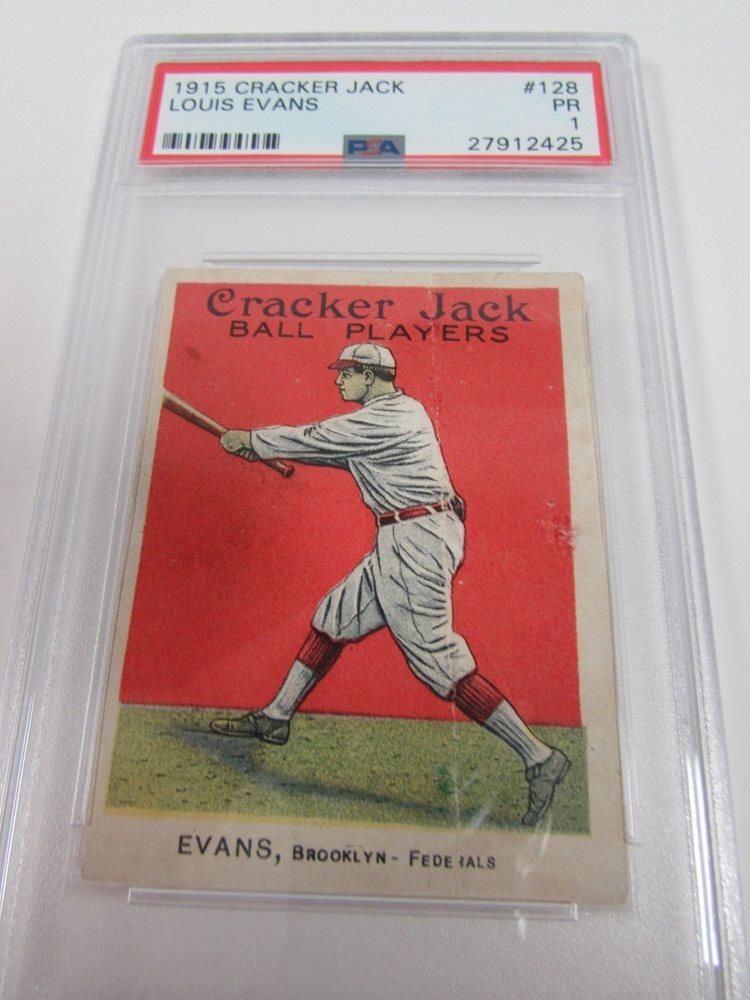 1915 CRACKER JACK #128
LOUIS EVANS PR
1
PSA 27912425
Cracker Jack
BALL PLAYERS
EVANS, BROOKLYN - FEDERALS